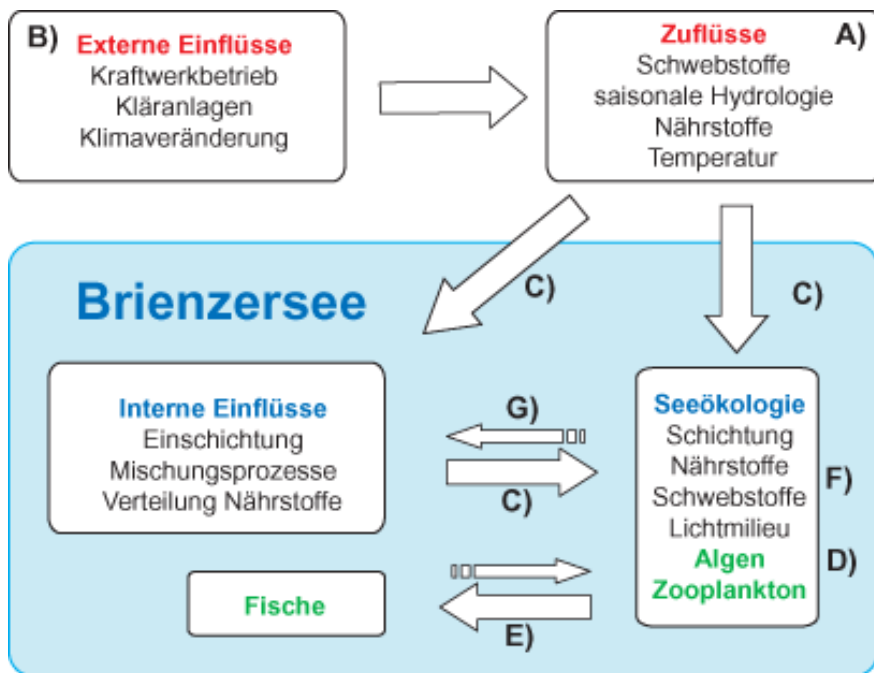 B) Externe Einflüsse
Kraftwerkbetrieb
Kläranlagen
Klimaveränderung
Zuflüsse A)
Schwebstoffe
saisonale Hydrologie
Nährstoffe
Temperatur
C)
C)
Brienzersee
Interne Einflüsse
Einschichtung
Mischungsprozesse
Verteilung Nährstoffe
G)
C)
Seeökologie
Schichtung
Nährstoffe
Schwebstoffe
Lichtmilieu
Algen
Zooplankton
F)
D)
Fische
E)